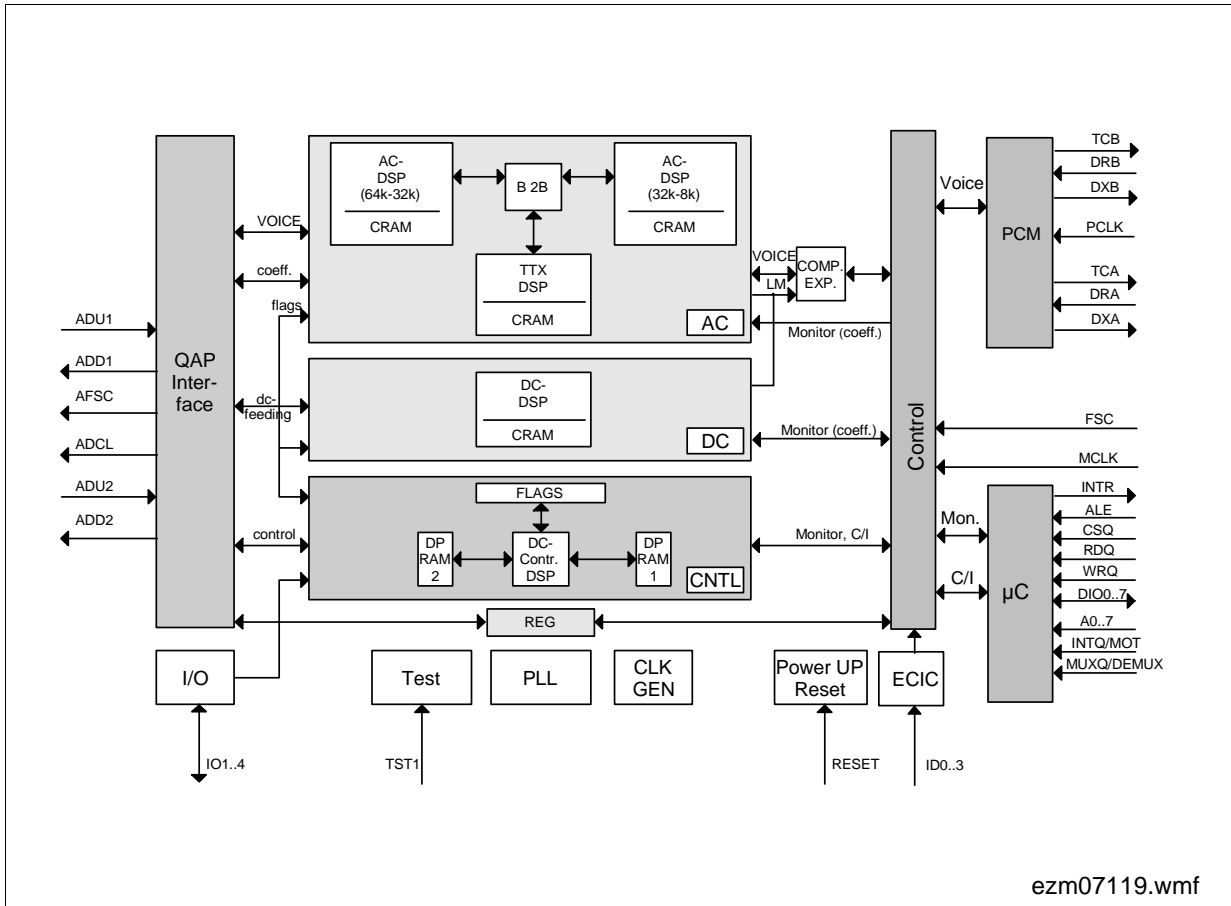 ADU1
ADD1
AFSC
ADCL
ADU2
ADD2
QAP
Inter-
face
VOICE
coeff.
flags
dc-
feeding
control
AC-
DSP
(64k-32k)
CRAM
B 2B
AC-
DSP
(32k-8k)
CRAM
TTX
DSP
CRAM
AC
DC-
DSP
CRAM
DC
FLAGS
DP
RAM
2
DC-
Contr.
DSP
DP
RAM
1
CNTL
REG
VOICE
LM
COMP.
EXP.
Monitor (coeff.)
Monitor (coeff.)
Monitor, C/I
Control
Voice
Mon.
C/I
PCM
TCB
DRB
DXB
PCLK
TCA
DRA
DXA
FSC
MCLK
µC
INTR
ALE
CSQ
RDQ
WRQ
DIO0..7
A0..7
INTQ/MOT
MUXQ/DEMUX
I/O
Test
PLL
CLK
GEN
Power UP
Reset
ECIC
IO1..4
TST1
RESET
ID0..3
ezm07119.wmf